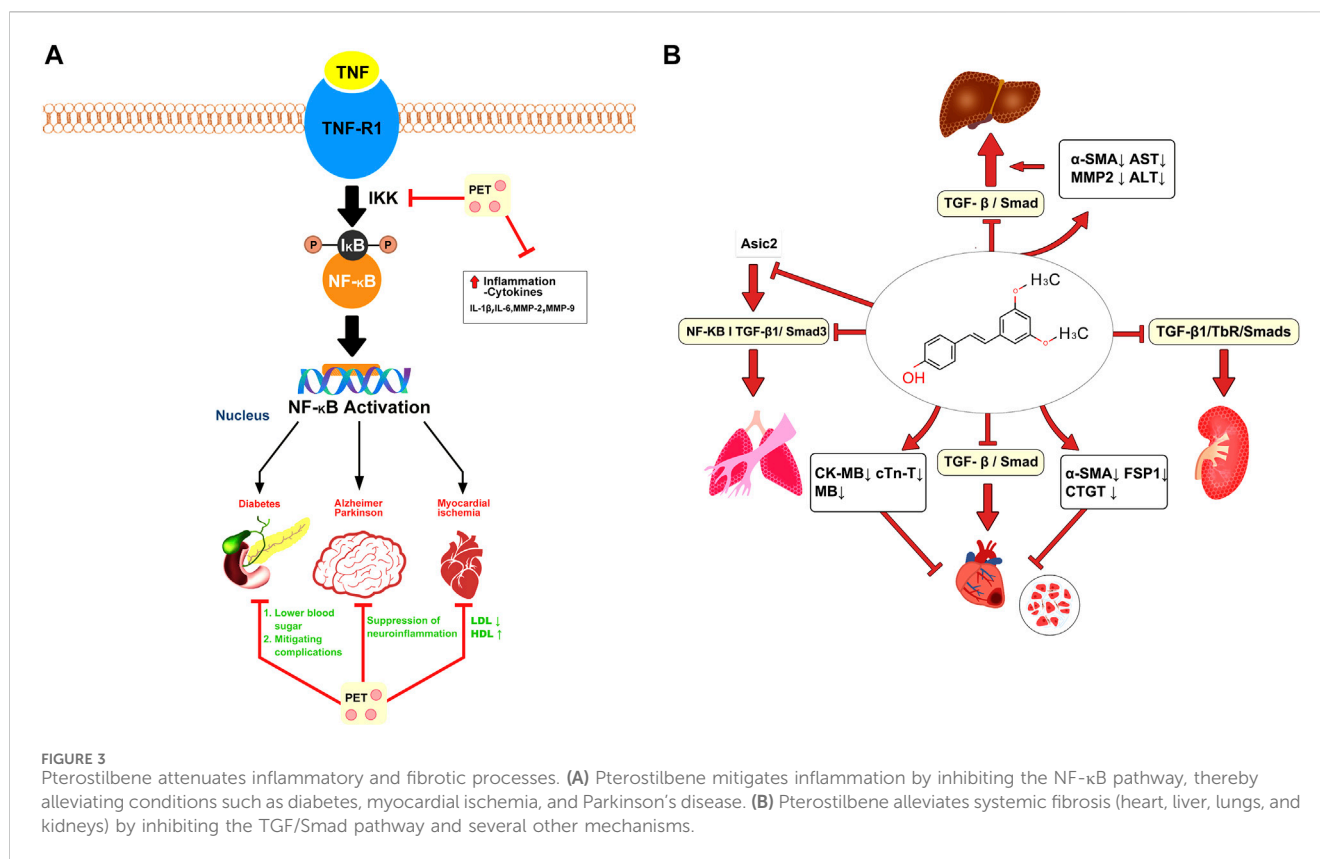 A
TNF
TNF-R1
IKK
PET
P
IκB
P
NF-κB
Inflammation
-Cytokines
IL-1β,IL-6,MMP-2,MMP-9
NF-κB Activation
Nucleus
Diabetes
Alzheimer
Parkinson
Myocardial
ischemia
1. Lower blood
sugar
2. Mitigating
complications
Suppression of
neuroinflammation
LDL ↓
HDL ↑
PET
B
α-SMA↓ AST↓
MMP2 ↓ ALT↓
TGF- β / Smad
Asic2
NF-KB I TGF-β1/ Smad3
H₃C
O
CH₃
O
OH
TGF-β1/TbR/Smads
CK-MB↓ cTn-T↓
MB↓
TGF- β / Smad
α-SMA↓ FSP1↓
CTGT ↓
FIGURE 3
Pterostilbene attenuates inflammatory and fibrotic processes. (A) Pterostilbene mitigates inflammation by inhibiting the NF-κB pathway, thereby
alleviating conditions such as diabetes, myocardial ischemia, and Parkinson's disease. (B) Pterostilbene alleviates systemic fibrosis (heart, liver, lungs, and
kidneys) by inhibiting the TGF/Smad pathway and several other mechanisms.